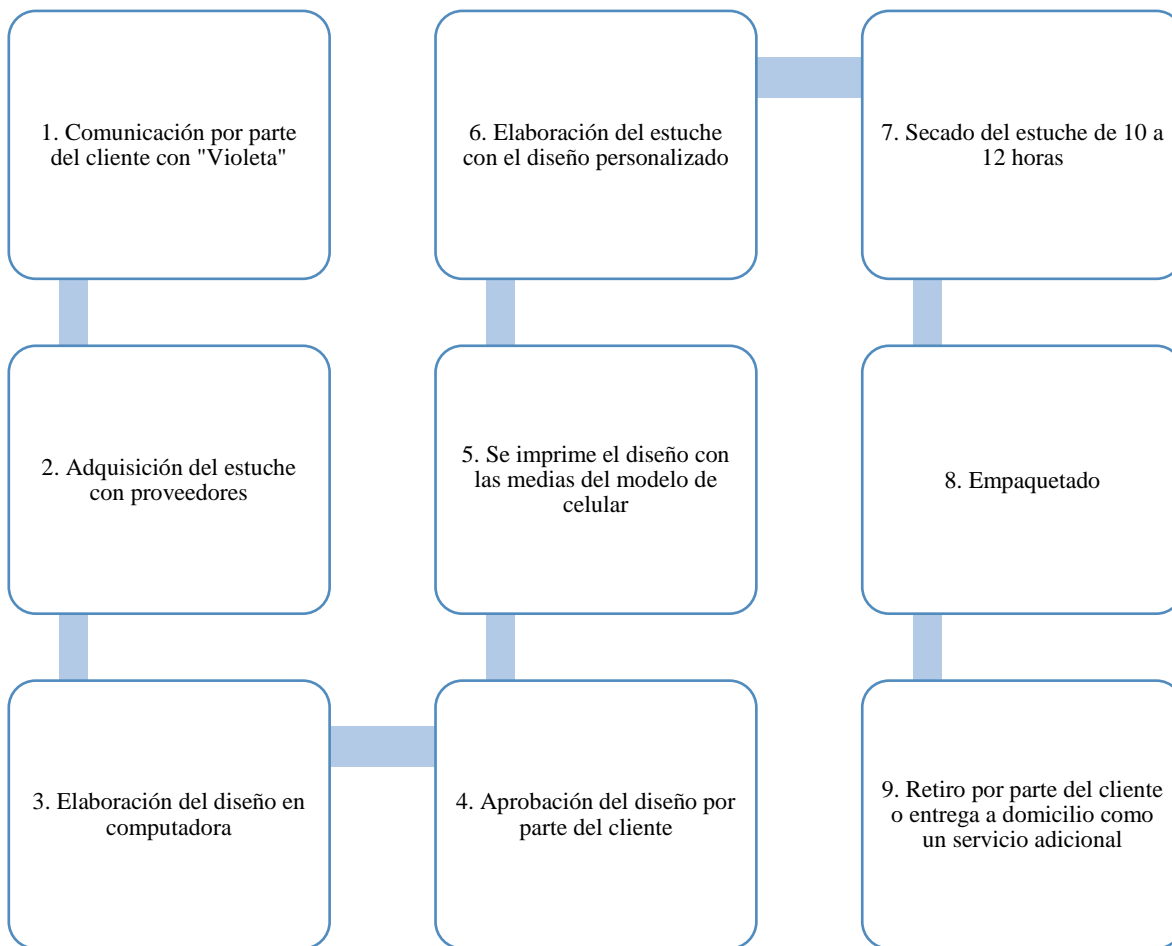 1. Comunicación por parte
del cliente con "Violeta"
2. Adquisición del estuche
con proveedores
3. Elaboración del diseño en
computadora
4. Aprobación del diseño por
parte del cliente
5. Se imprime el diseño con
las medias del modelo de
celular
6. Elaboración del estuche
con el diseño personalizado
7. Secado del estuche de 10 a
12 horas
8. Empaquetado
9. Retiro por parte del cliente
o entrega a domicilio como
un servicio adicional